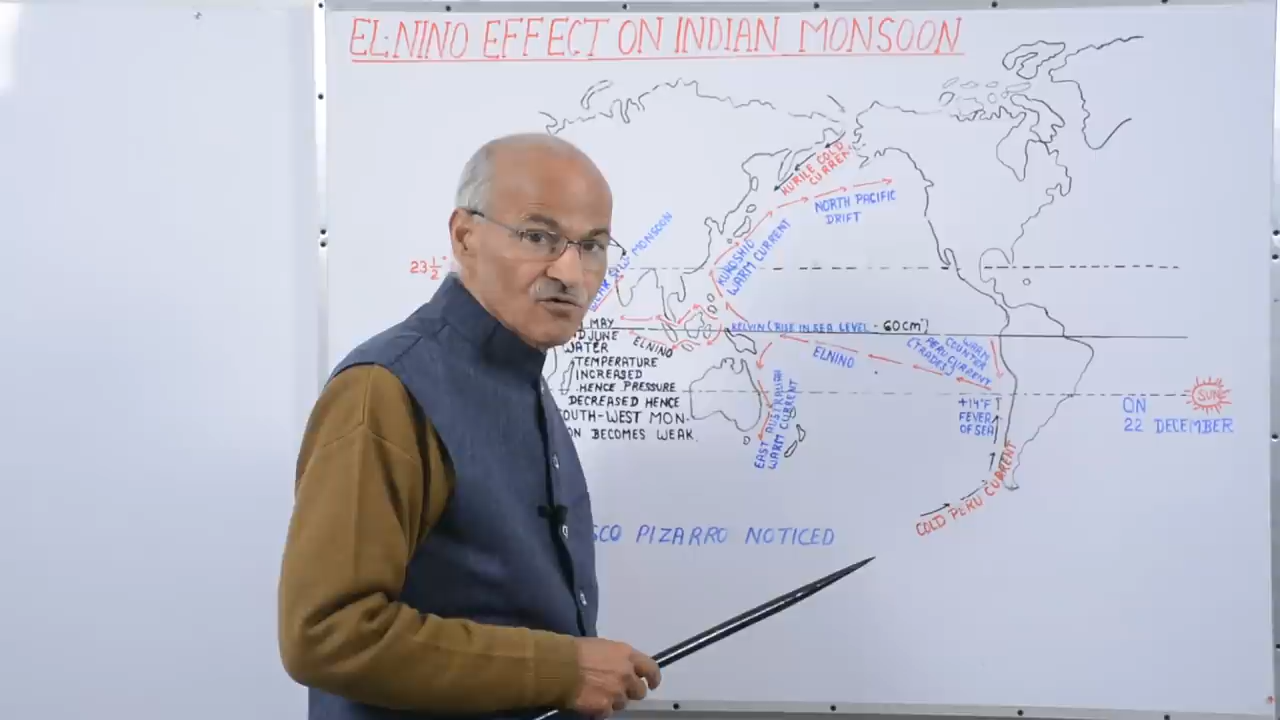 EL-NINO EFFECT ON INDIAN MONSOON
KURILE COLD
CURRENT
NORTH PACIFIC
DRIFT
KUROSHIC
WARM CURRENT
MONSOON
23½°
KELVIN (RISE IN SEA LEVEL - 60cm)
MAY
JUNE
WATER
TEMPERATURE
INCREASED
HENCE PRESSURE
DECREASED HENCE
SOUTH-WEST MON-
BECOMES WEAK.
ELNINO
ELNINO
WARM
COUNTER
PERU CURRENT
(TRADES)
EAST AUSTRALIAN
WARM CURRENT
+14°F
FEVER
OF SEA
SUN
ON
22 DECEMBER
COLD PERU CURRENT
PIZARRO NOTICED